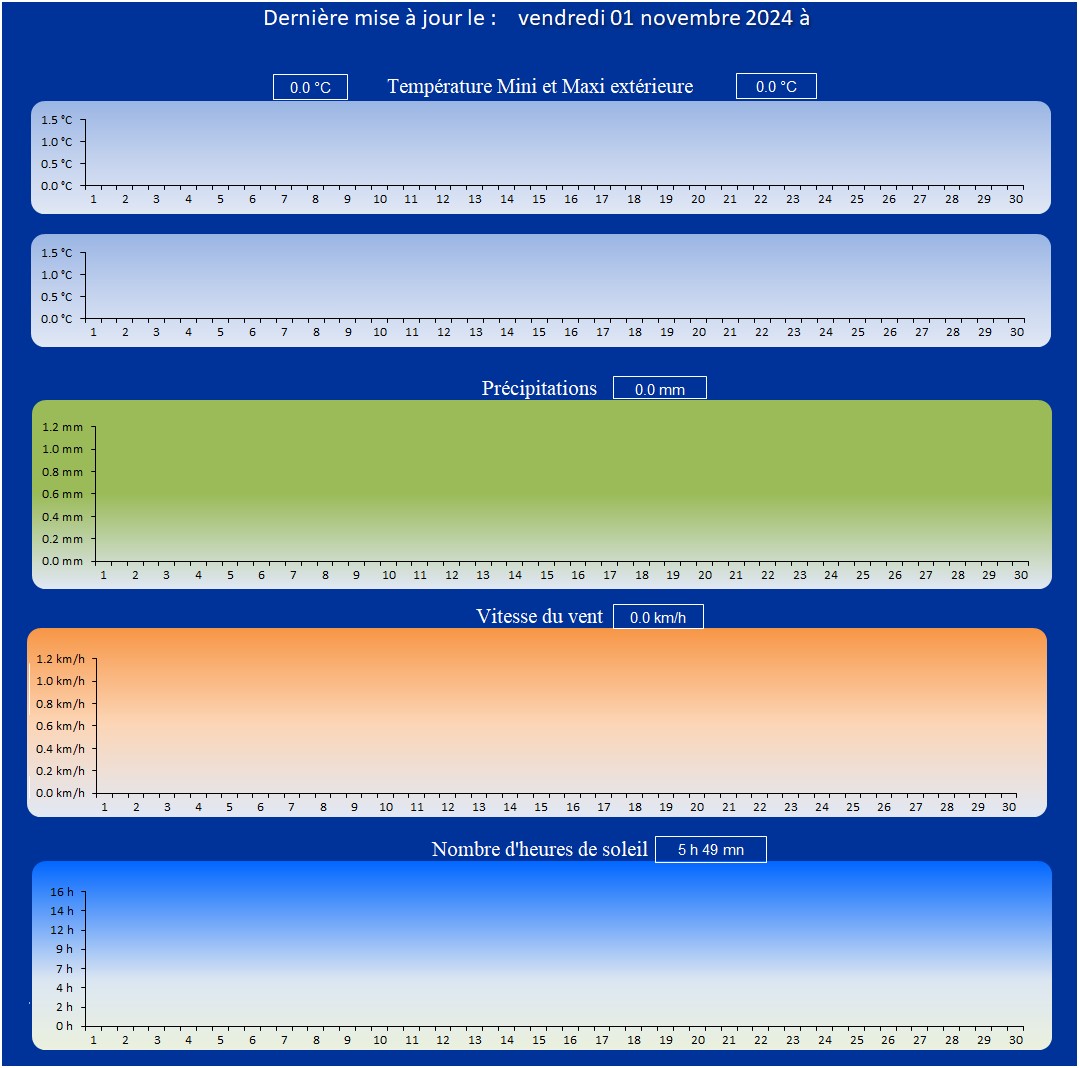 Dernière mise à jour le : vendredi 01 novembre 2024 à
0.0 °C Température Mini et Maxi extérieure 0.0 °C
1.5 °C
1.0 °C
0.5 °C
0.0 °C
1 2 3 4 5 6 7 8 9 10 11 12 13 14 15 16 17 18 19 20 21 22 23 24 25 26 27 28 29 30
1.5 °C
1.0 °C
0.5 °C
0.0 °C
1 2 3 4 5 6 7 8 9 10 11 12 13 14 15 16 17 18 19 20 21 22 23 24 25 26 27 28 29 30
Précipitations 0.0 mm
1.2 mm
1.0 mm
0.8 mm
0.6 mm
0.4 mm
0.2 mm
0.0 mm
1 2 3 4 5 6 7 8 9 10 11 12 13 14 15 16 17 18 19 20 21 22 23 24 25 26 27 28 29 30
Vitesse du vent 0.0 km/h
1.2 km/h
1.0 km/h
0.8 km/h
0.6 km/h
0.4 km/h
0.2 km/h
0.0 km/h
1 2 3 4 5 6 7 8 9 10 11 12 13 14 15 16 17 18 19 20 21 22 23 24 25 26 27 28 29 30
Nombre d'heures de soleil 5 h 49 mn
16 h
14 h
12 h
9 h
7 h
4 h
2 h
0 h
1 2 3 4 5 6 7 8 9 10 11 12 13 14 15 16 17 18 19 20 21 22 23 24 25 26 27 28 29 30